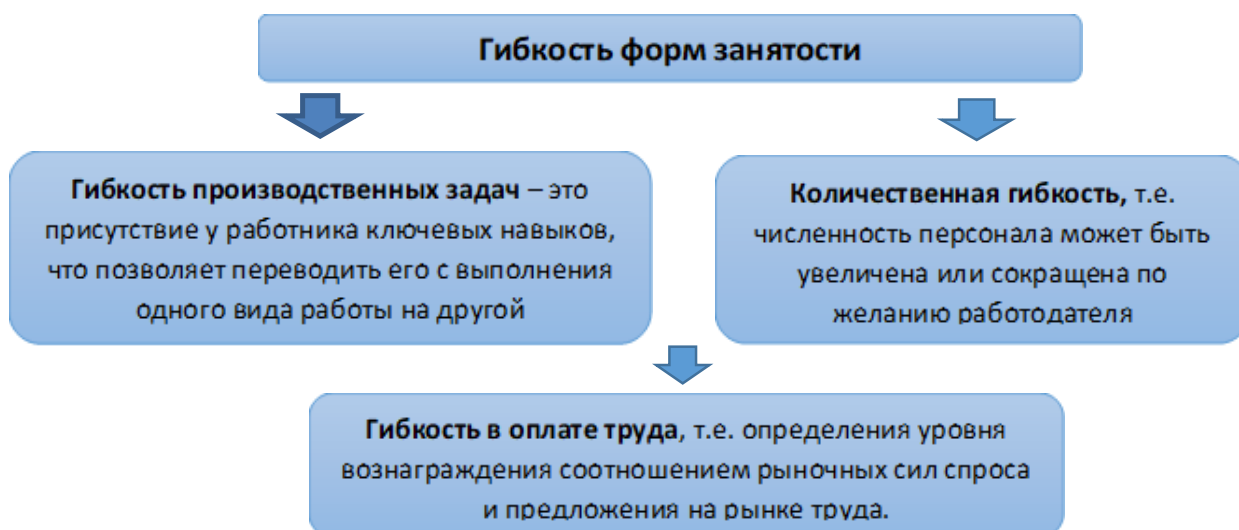 Гибкость форм занятости
Гибкость производственных задач – это
присутствие у работника ключевых навыков,
что позволяет переводить его с выполнения
одного вида работы на другой
Количественная гибкость, т.е.
численность персонала может быть
увеличена или сокращена по
желанию работодателя
Гибкость в оплате труда, т.е. определения уровня
вознаграждения соотношением рыночных сил спроса
и предложения на рынке труда.